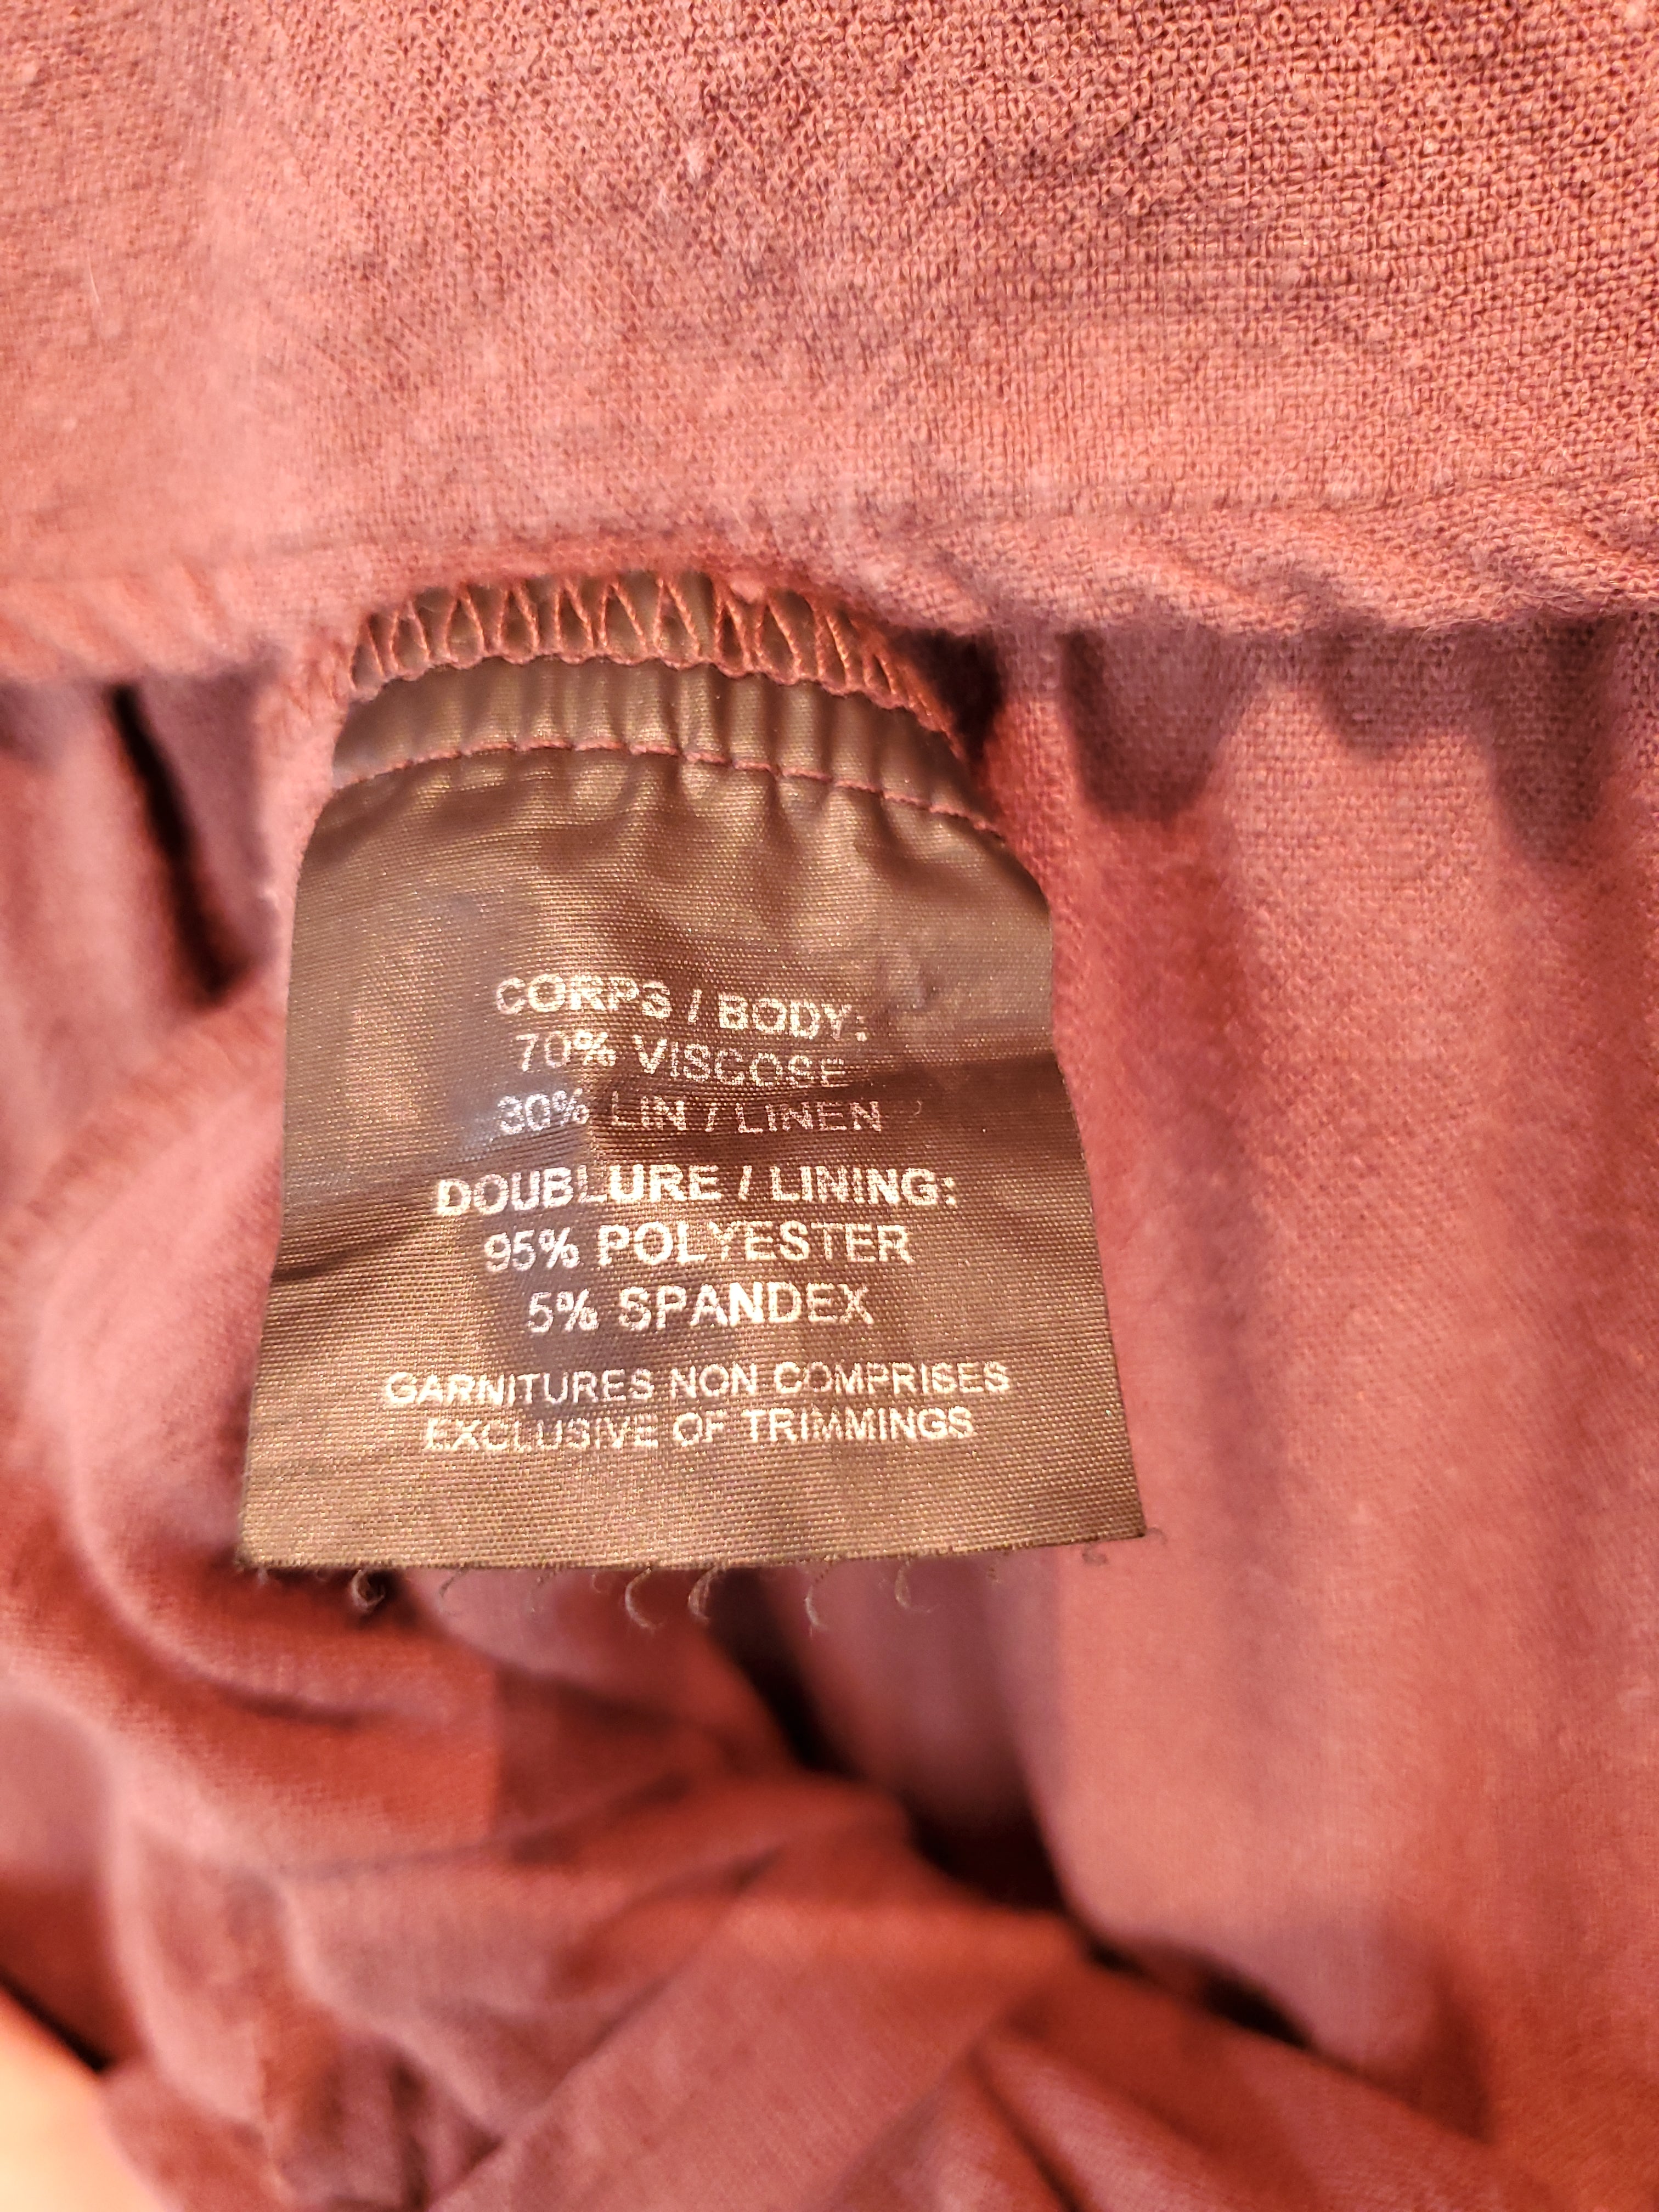 CORPS / BODY:
70% VISCOSE
30% LIN / LINEN
DOUBLURE / LINING:
95% POLYESTER
5% SPANDEX
GARNITURES NON COMPRISES
EXCLUSIVE OF TRIMMINGS